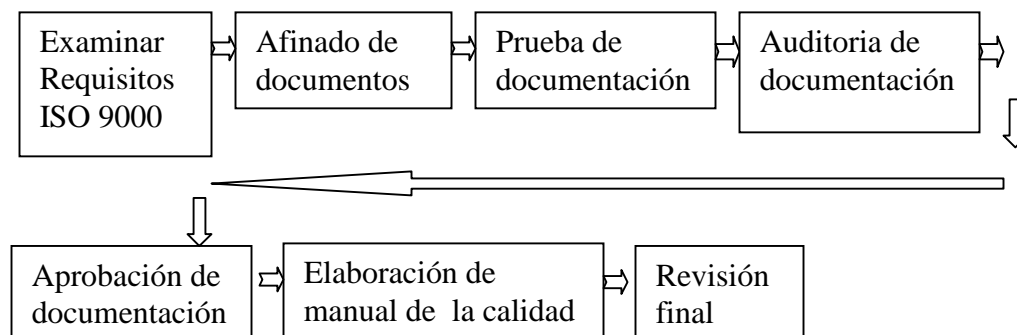 Examinar
Requisitos
ISO 9000
Afinado de
documentos
Prueba de
documentación
Auditoria de
documentación
Aprobación de
documentación
Elaboración de
manual de la calidad
Revisión
final